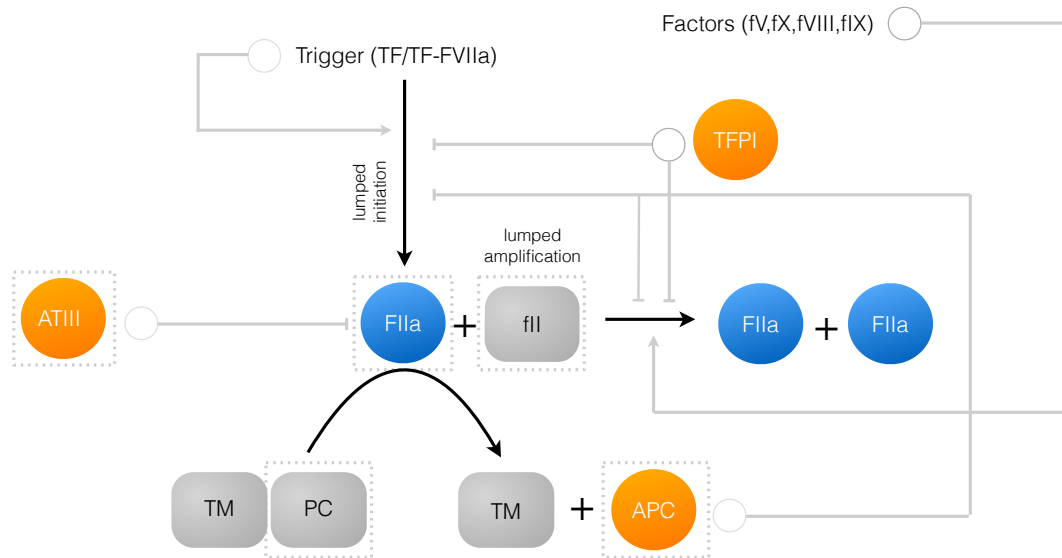 Factors (fV,fX,fVIII,fIX)
Trigger (TF/TF-FVIIa)
TFPI
lumped
initiation
lumped
amplification
ATIII
FIIa
+
fII
FIIa
+
FIIa
TM
PC
TM
+
APC